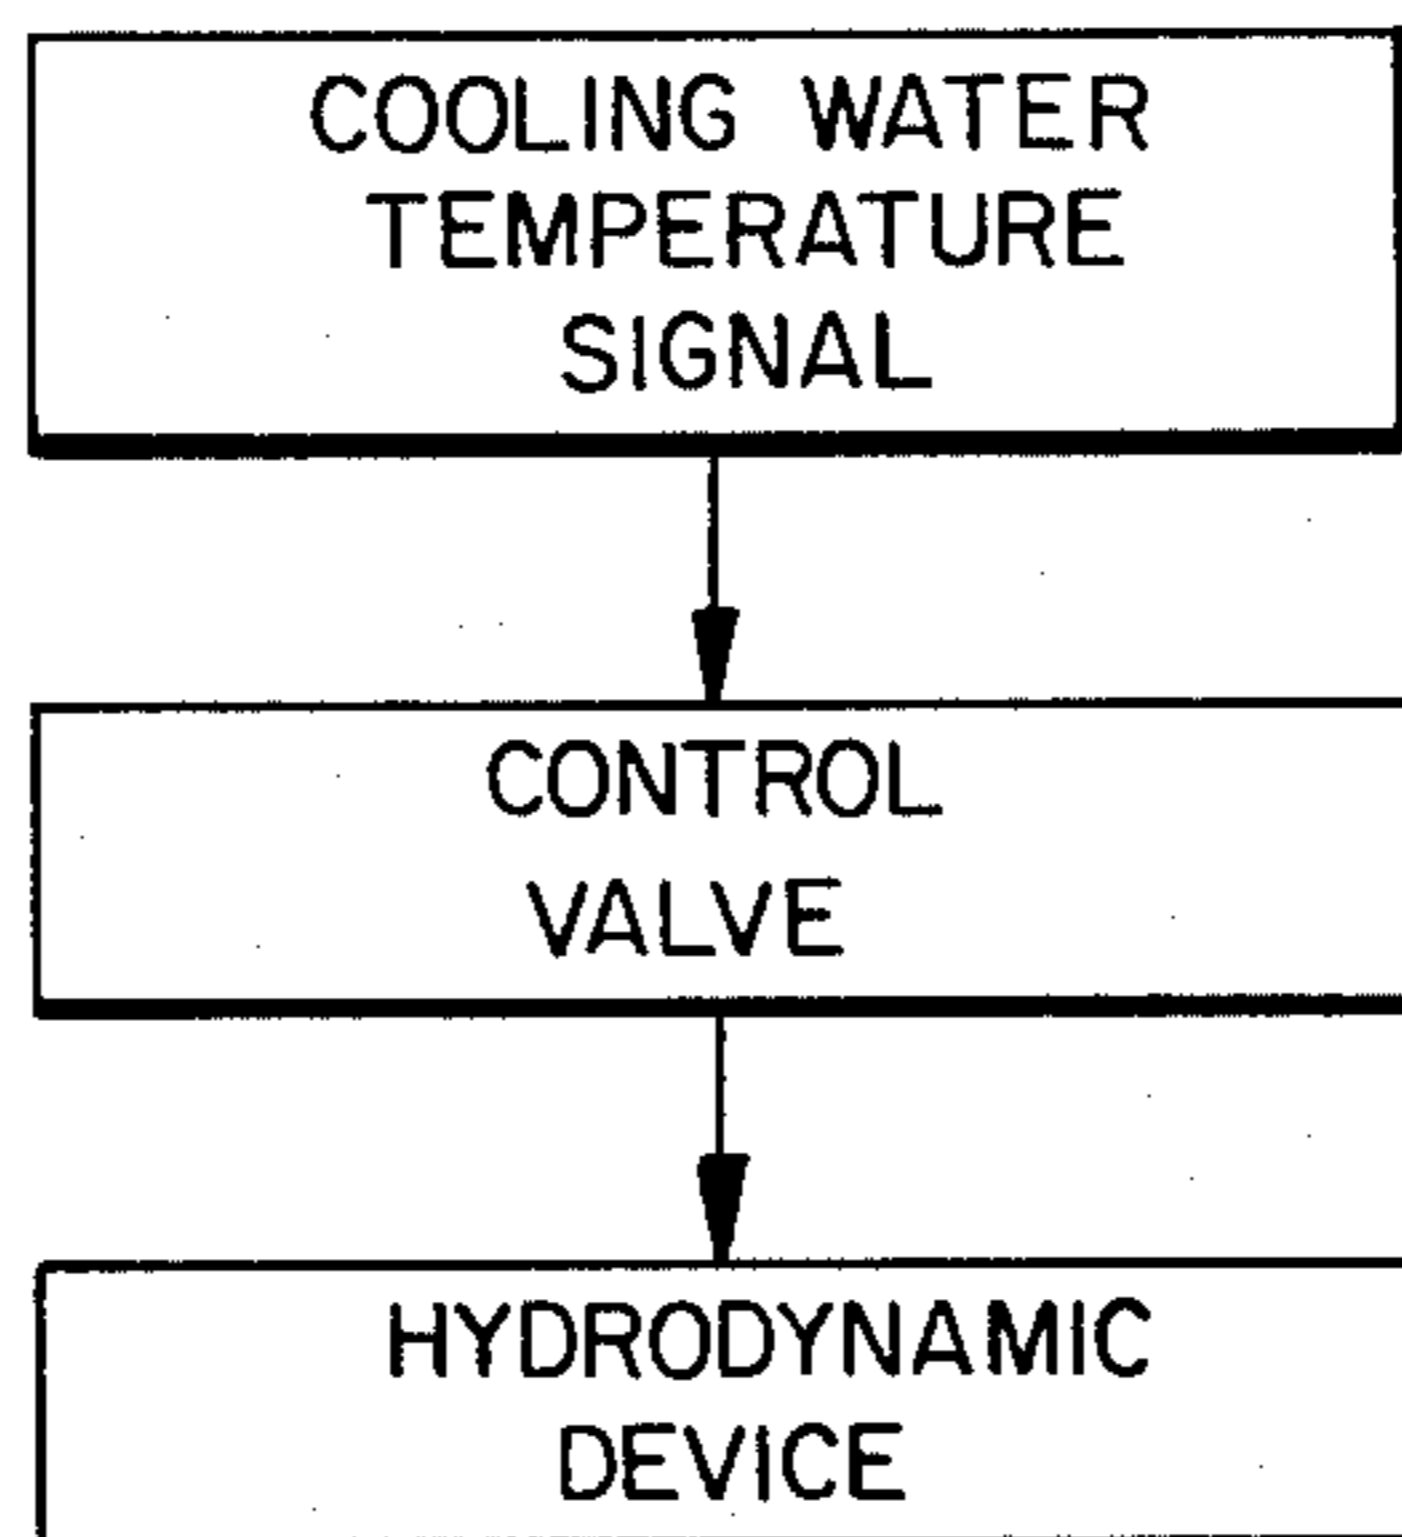 COOLING WATER
TEMPERATURE
SIGNAL
CONTROL
VALVE
HYDRODYNAMIC
DEVICE